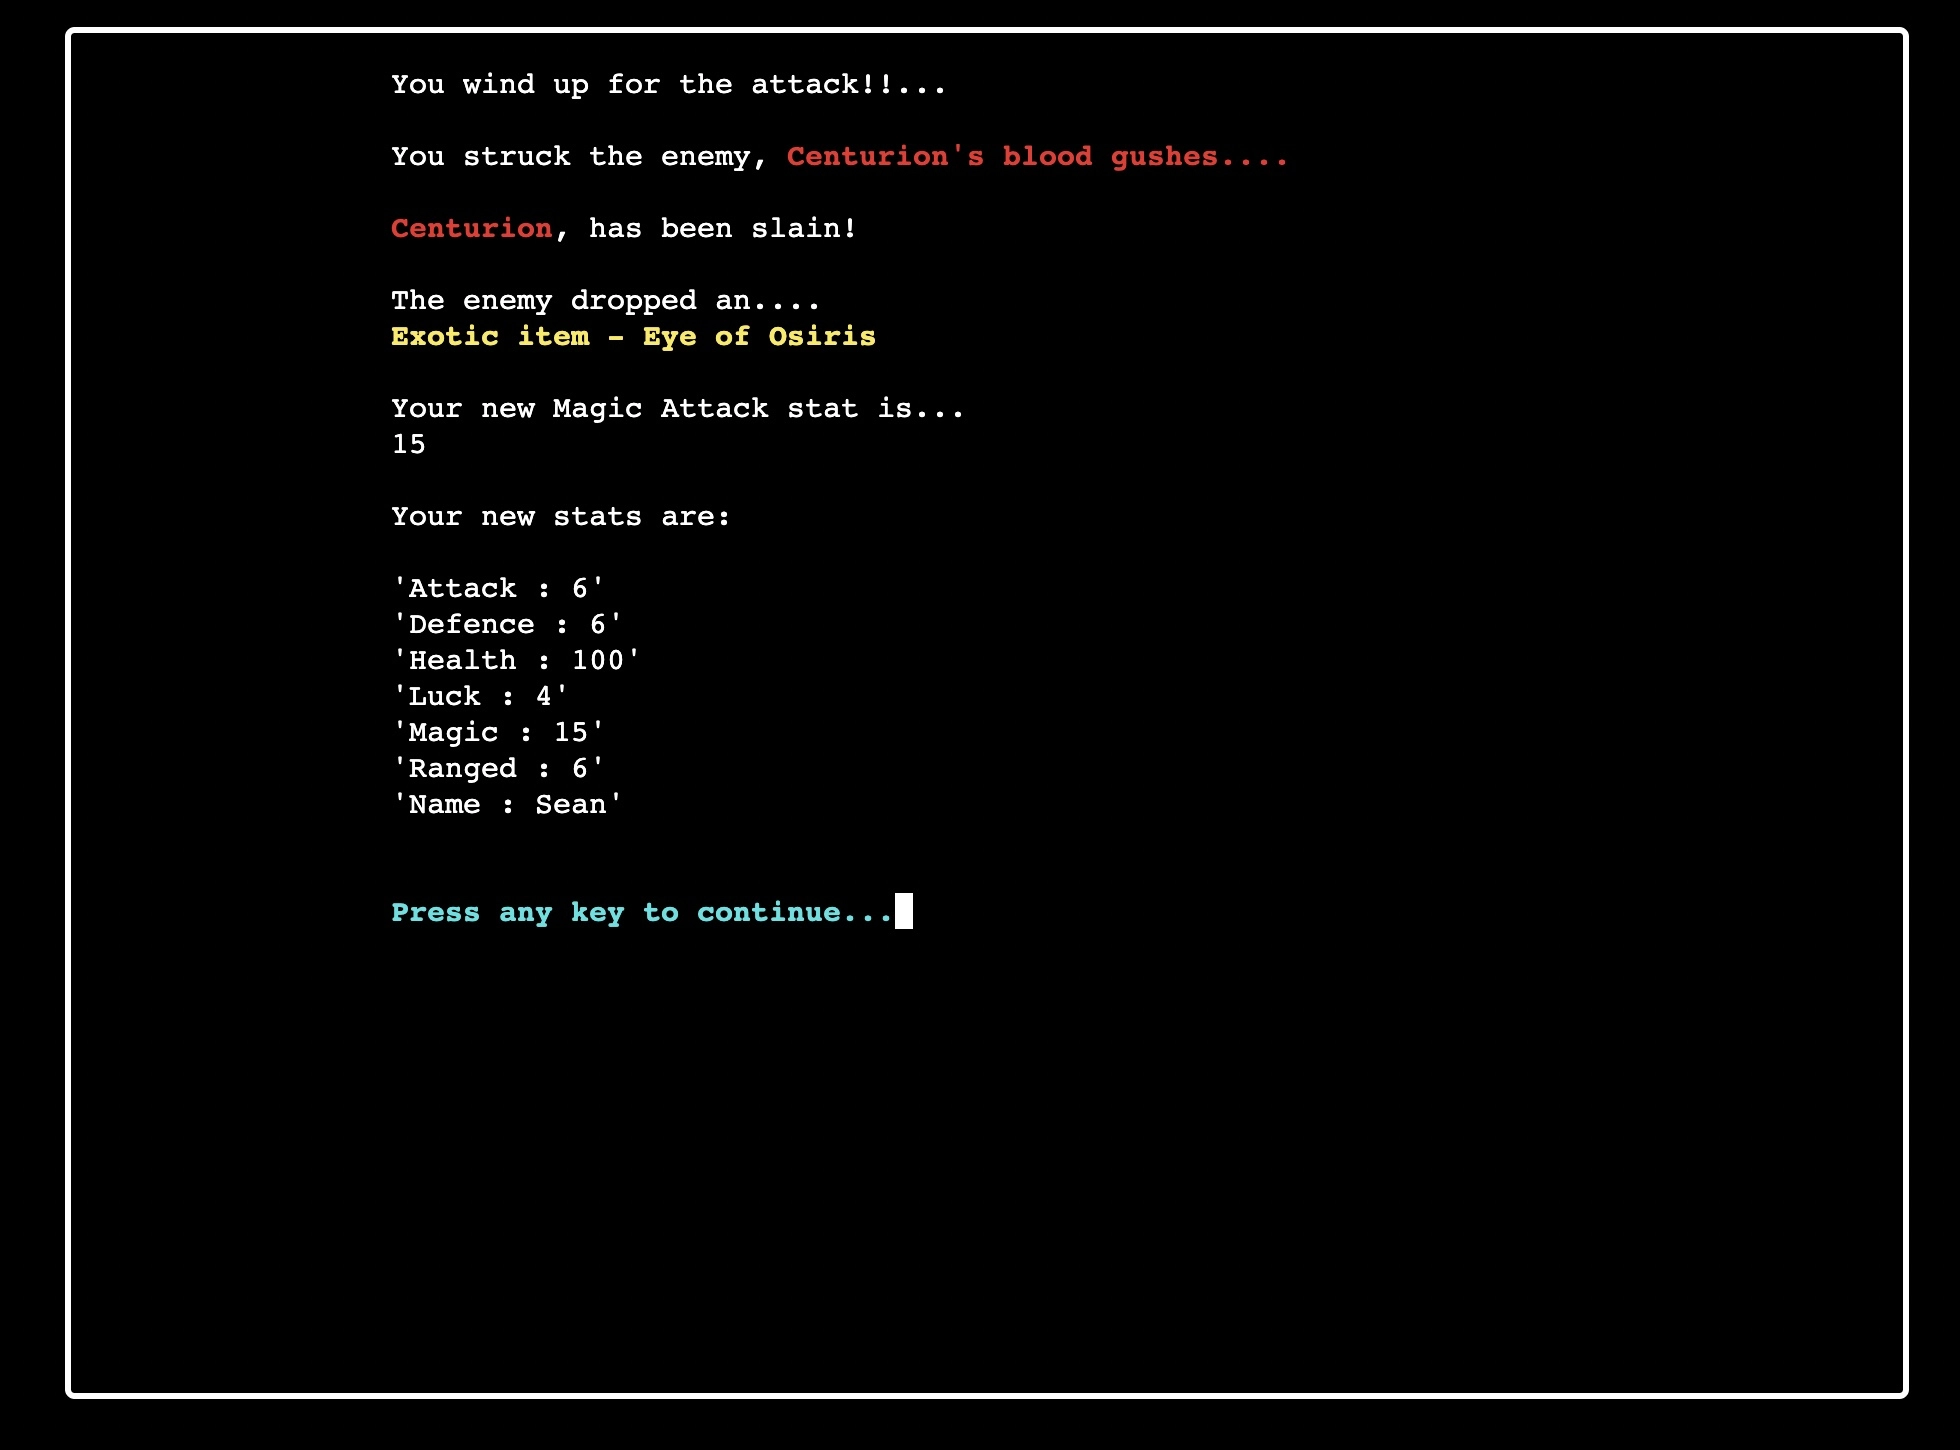 You wind up for the attack!!...
You struck the enemy, Centurion's blood gushes....
Centurion, has been slain!
The enemy dropped an....
Exotic item - Eye of Osiris
Your new Magic Attack stat is...
15
Your new stats are:
'Attack : 6'
'Defence : 6'
'Health : 100'
'Luck : 4'
'Magic : 15'
'Ranged : 6'
'Name : Sean'
Press any key to continue...